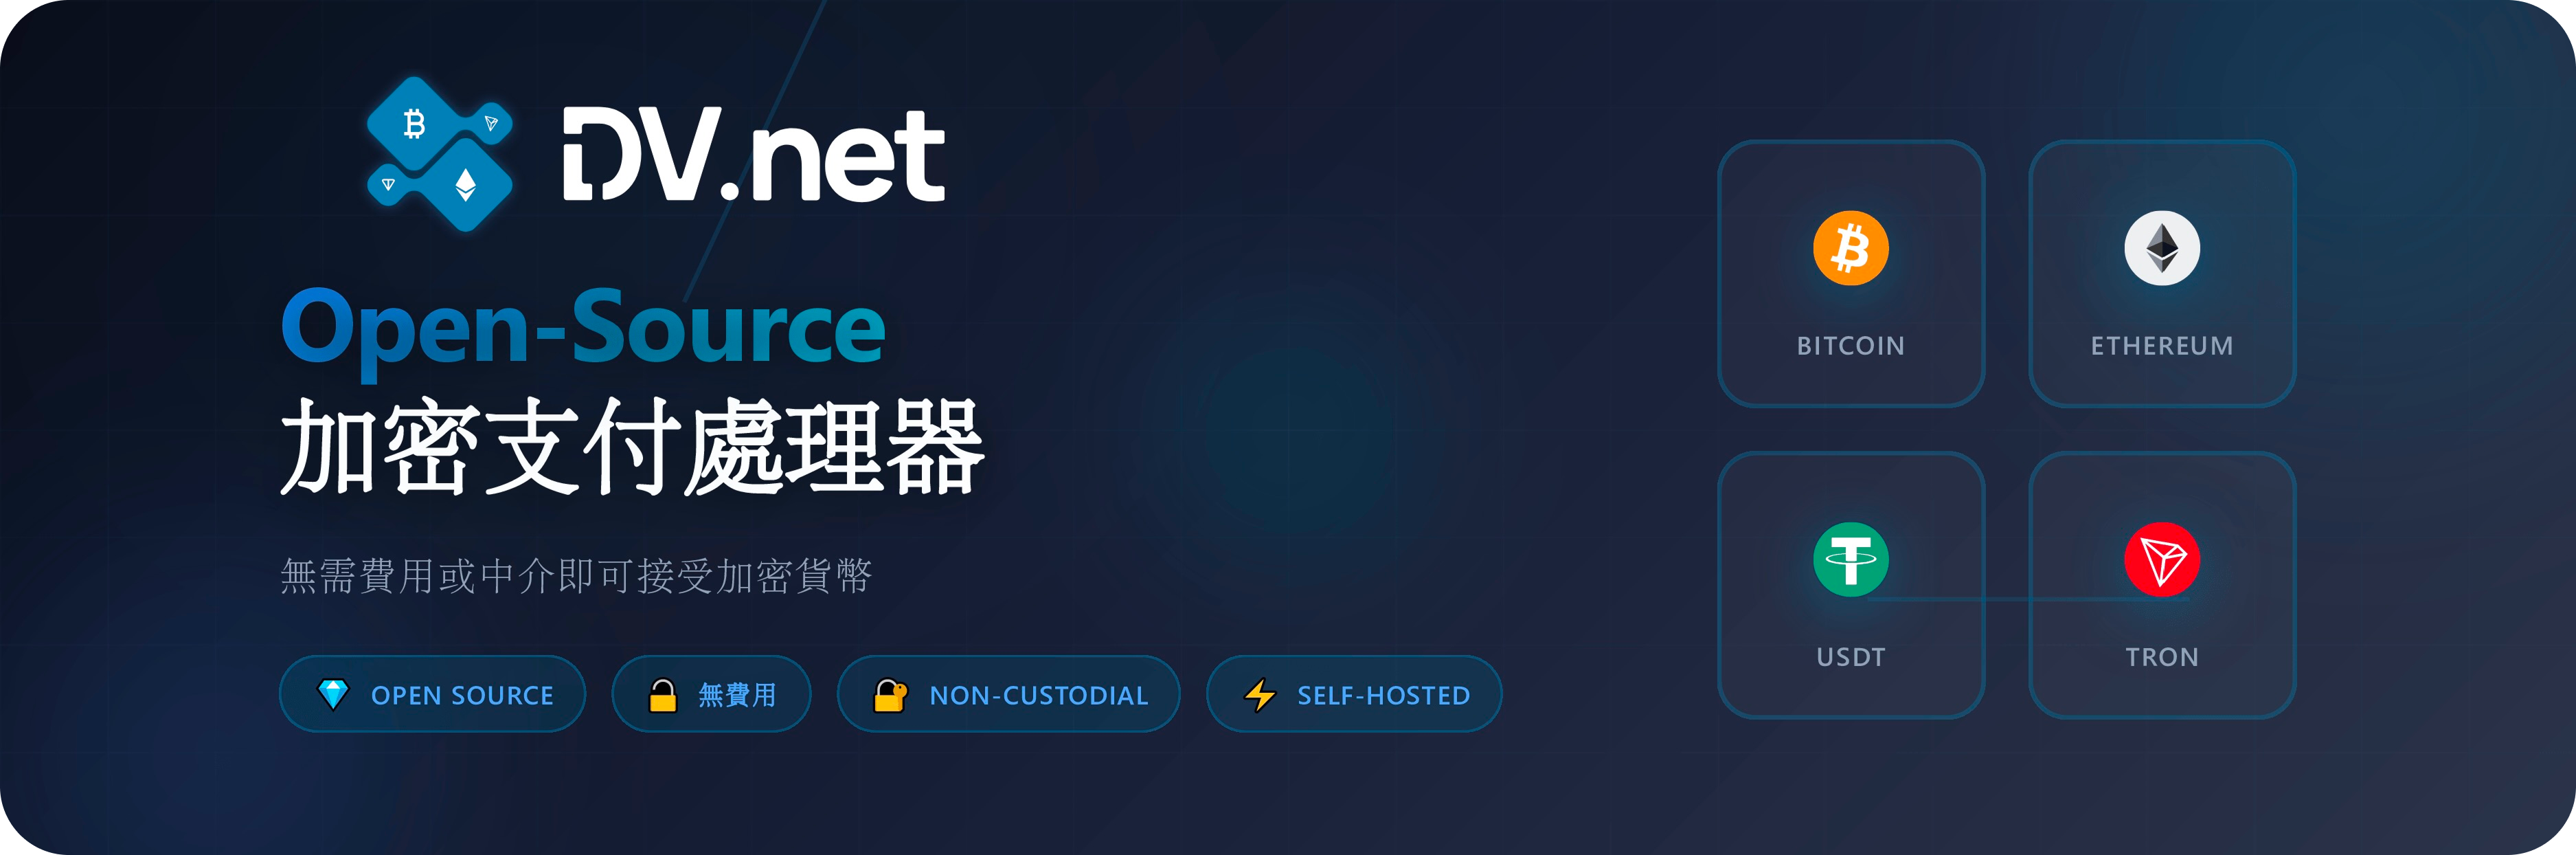 DV.net
Open-Source
加密支付處理器
無需費用或中介即可接受加密貨幣
OPEN SOURCE
無費用
NON-CUSTODIAL
SELF-HOSTED
BITCOIN
ETHEREUM
USDT
TRON